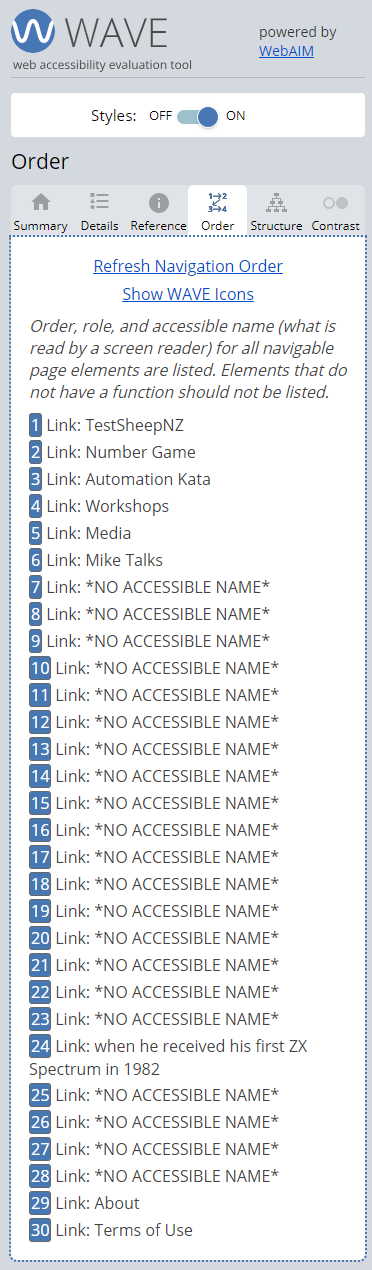 WAVE
web accessibility evaluation tool
powered by
WebAIM
Styles: OFF ON
Order
Summary Details Reference Order Structure Contrast
Refresh Navigation Order
Show WAVE Icons
Order, role, and accessible name (what is
read by a screen reader) for all navigable
page elements are listed. Elements that do
not have a function should not be listed.
1 Link: TestSheepNZ
2 Link: Number Game
3 Link: Automation Kata
4 Link: Workshops
5 Link: Media
6 Link: Mike Talks
7 Link: *NO ACCESSIBLE NAME*
8 Link: *NO ACCESSIBLE NAME*
9 Link: *NO ACCESSIBLE NAME*
10 Link: *NO ACCESSIBLE NAME*
11 Link: *NO ACCESSIBLE NAME*
12 Link: *NO ACCESSIBLE NAME*
13 Link: *NO ACCESSIBLE NAME*
14 Link: *NO ACCESSIBLE NAME*
15 Link: *NO ACCESSIBLE NAME*
16 Link: *NO ACCESSIBLE NAME*
17 Link: *NO ACCESSIBLE NAME*
18 Link: *NO ACCESSIBLE NAME*
19 Link: *NO ACCESSIBLE NAME*
20 Link: *NO ACCESSIBLE NAME*
21 Link: *NO ACCESSIBLE NAME*
22 Link: *NO ACCESSIBLE NAME*
23 Link: *NO ACCESSIBLE NAME*
24 Link: when he received his first ZX
Spectrum in 1982
25 Link: *NO ACCESSIBLE NAME*
26 Link: *NO ACCESSIBLE NAME*
27 Link: *NO ACCESSIBLE NAME*
28 Link: *NO ACCESSIBLE NAME*
29 Link: About
30 Link: Terms of Use